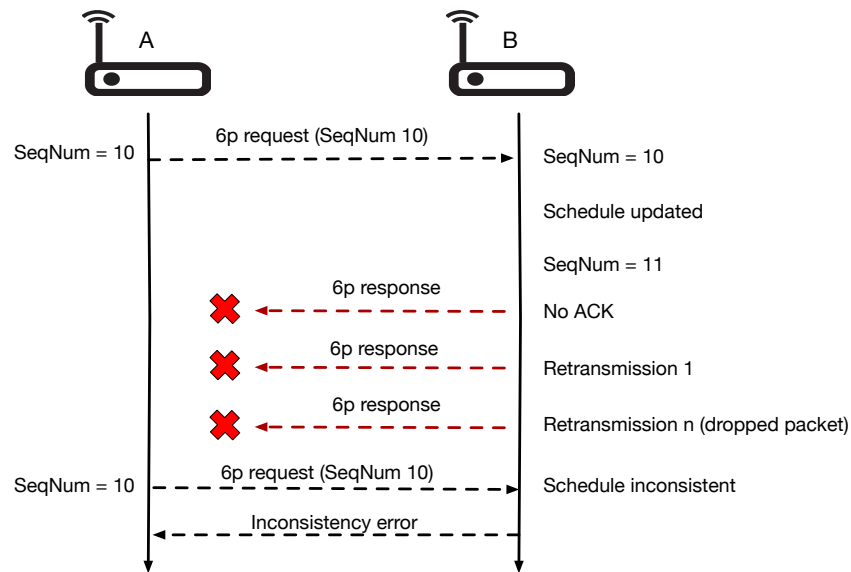 A
B
6p request (SeqNum 10)
SeqNum = 10
SeqNum = 10
Schedule updated
SeqNum = 11
6p response
No ACK
6p response
Retransmission 1
6p response
Retransmission n (dropped packet)
6p request (SeqNum 10)
SeqNum = 10
Schedule inconsistent
Inconsistency error